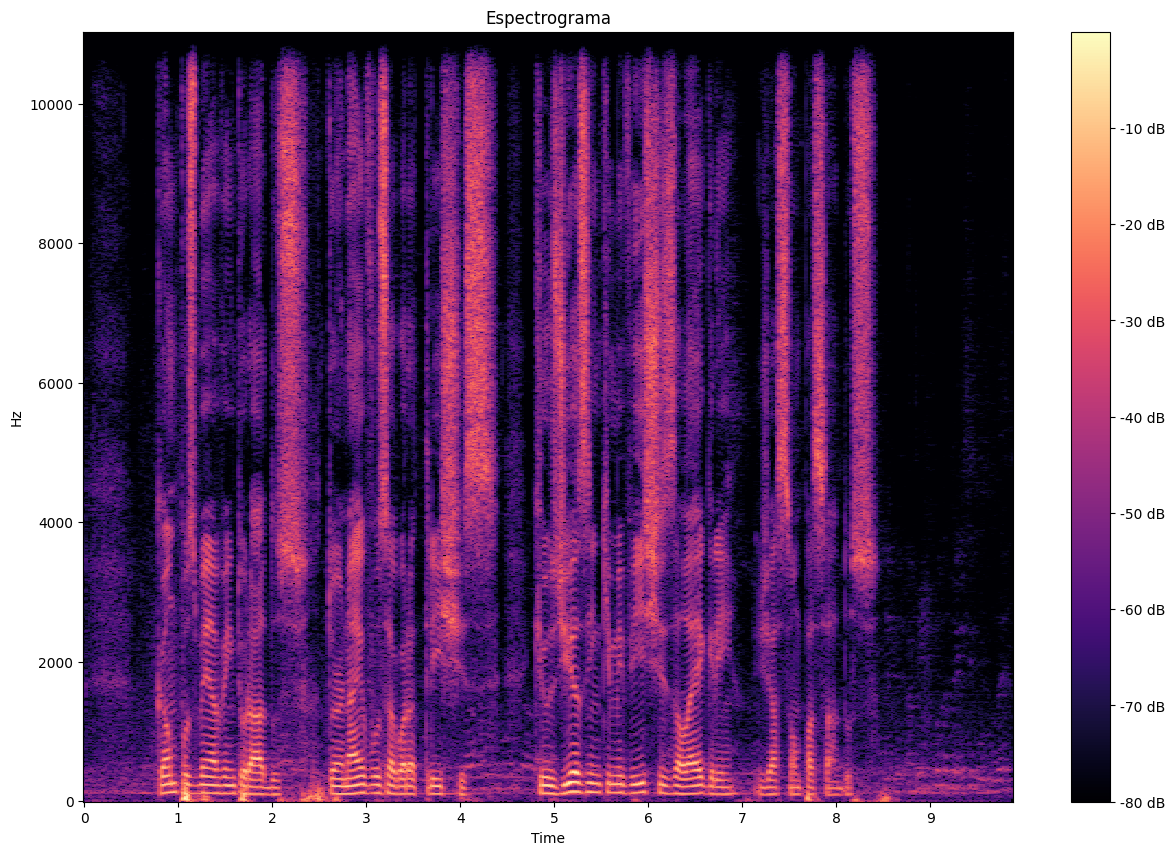 Espectrograma
10000
8000
6000
4000
2000
0
Hz
0 1 2 3 4 5 6 7 8 9
Time
-10 dB
-20 dB
-30 dB
-40 dB
-50 dB
-60 dB
-70 dB
-80 dB